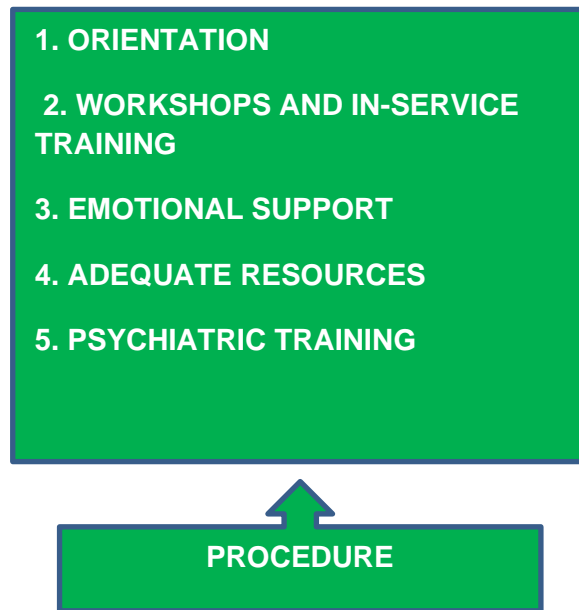 1. ORIENTATION
2. WORKSHOPS AND IN-SERVICE
TRAINING
3. EMOTIONAL SUPPORT
4. ADEQUATE RESOURCES
5. PSYCHIATRIC TRAINING
PROCEDURE